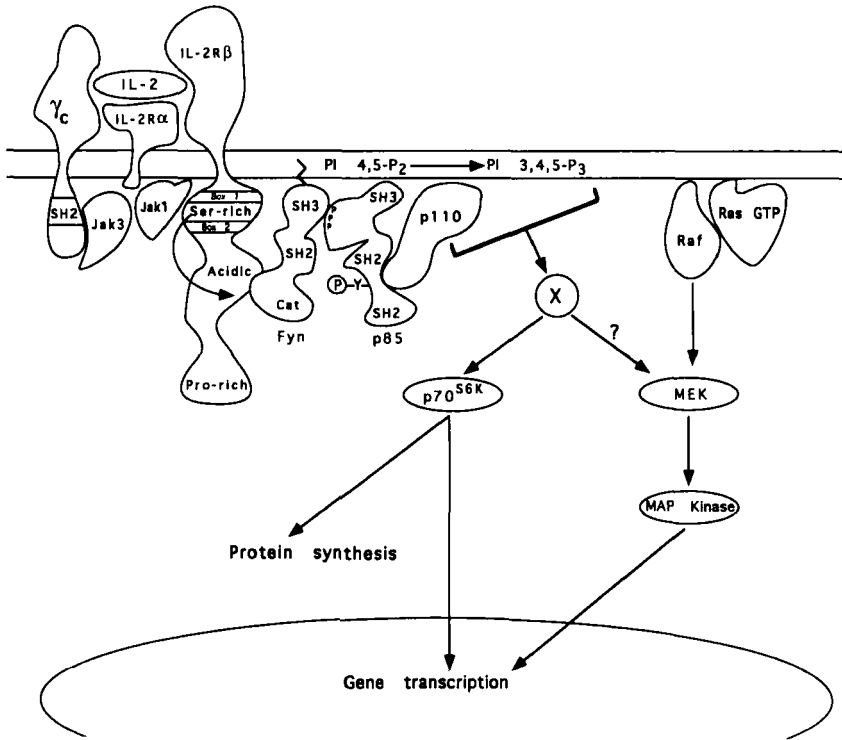 IL-2Rβ
IL-2
γc
IL-2Rα
PI 4,5-P₂ PI 3,4,5-P₃
SH2
Jak3
Jak1
Box 1
Ser-rich
Box 2
Acidic
Pro-rich
SH3
SH2
Cat
Fyn
P
P
P
SH3
SH2
P-Y-
SH2
p85
p110
Raf
Ras GTP
X
?
p70S6K
MEK
MAP Kinase
Protein synthesis
Gene transcription